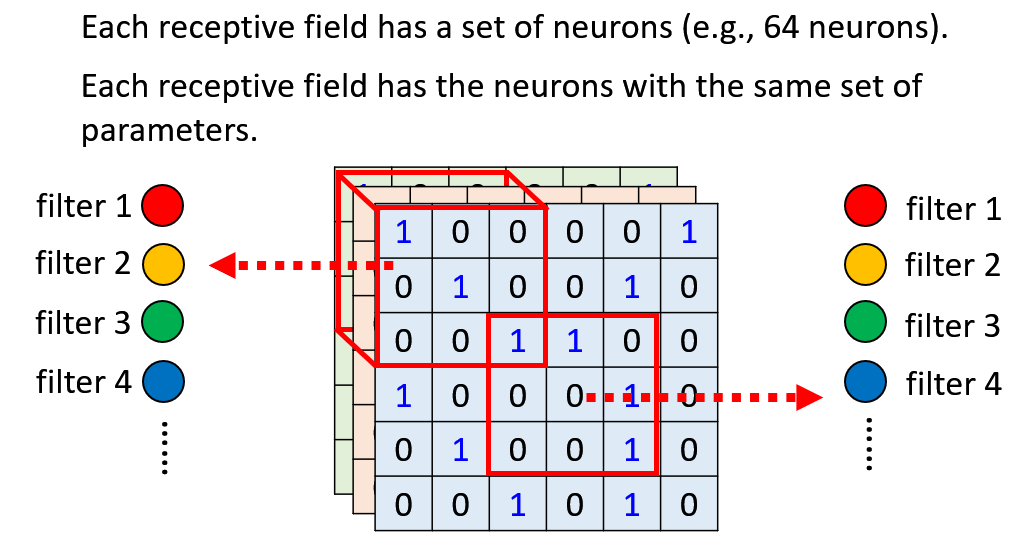 Each receptive field has a set of neurons (e.g., 64 neurons).
Each receptive field has the neurons with the same set of
parameters.
filter 1
filter 2
filter 3
filter 4
1 0 0 0 0 1
0 1 0 0 1 0
0 0 1 1 0 0
1 0 0 0 1 0
0 1 0 0 1 0
0 0 1 0 1 0
filter 1
filter 2
filter 3
filter 4